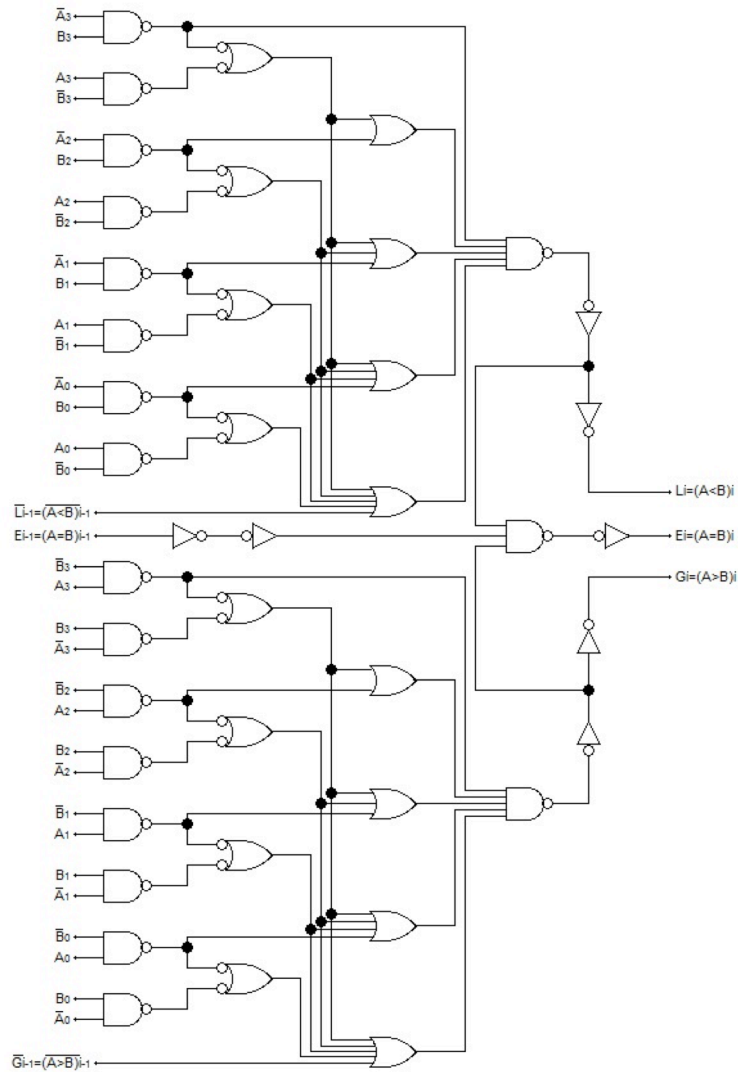 A̅3
B3
A3
B̅3
A̅2
B2
A2
B̅2
A̅1
B1
A1
B̅1
A̅0
B0
A0
B̅0
L̅i-1=(A̅<̅B̅)i-1
Ei-1=(A=B)i-1
Li=(A<B)i
Ei=(A=B)i
Gi=(A>B)i
B̅3
A3
B3
A̅3
B̅2
A2
B2
A̅2
B̅1
A1
B1
A̅1
B̅0
A0
B0
A̅0
G̅i-1=(A̅>̅B̅)i-1